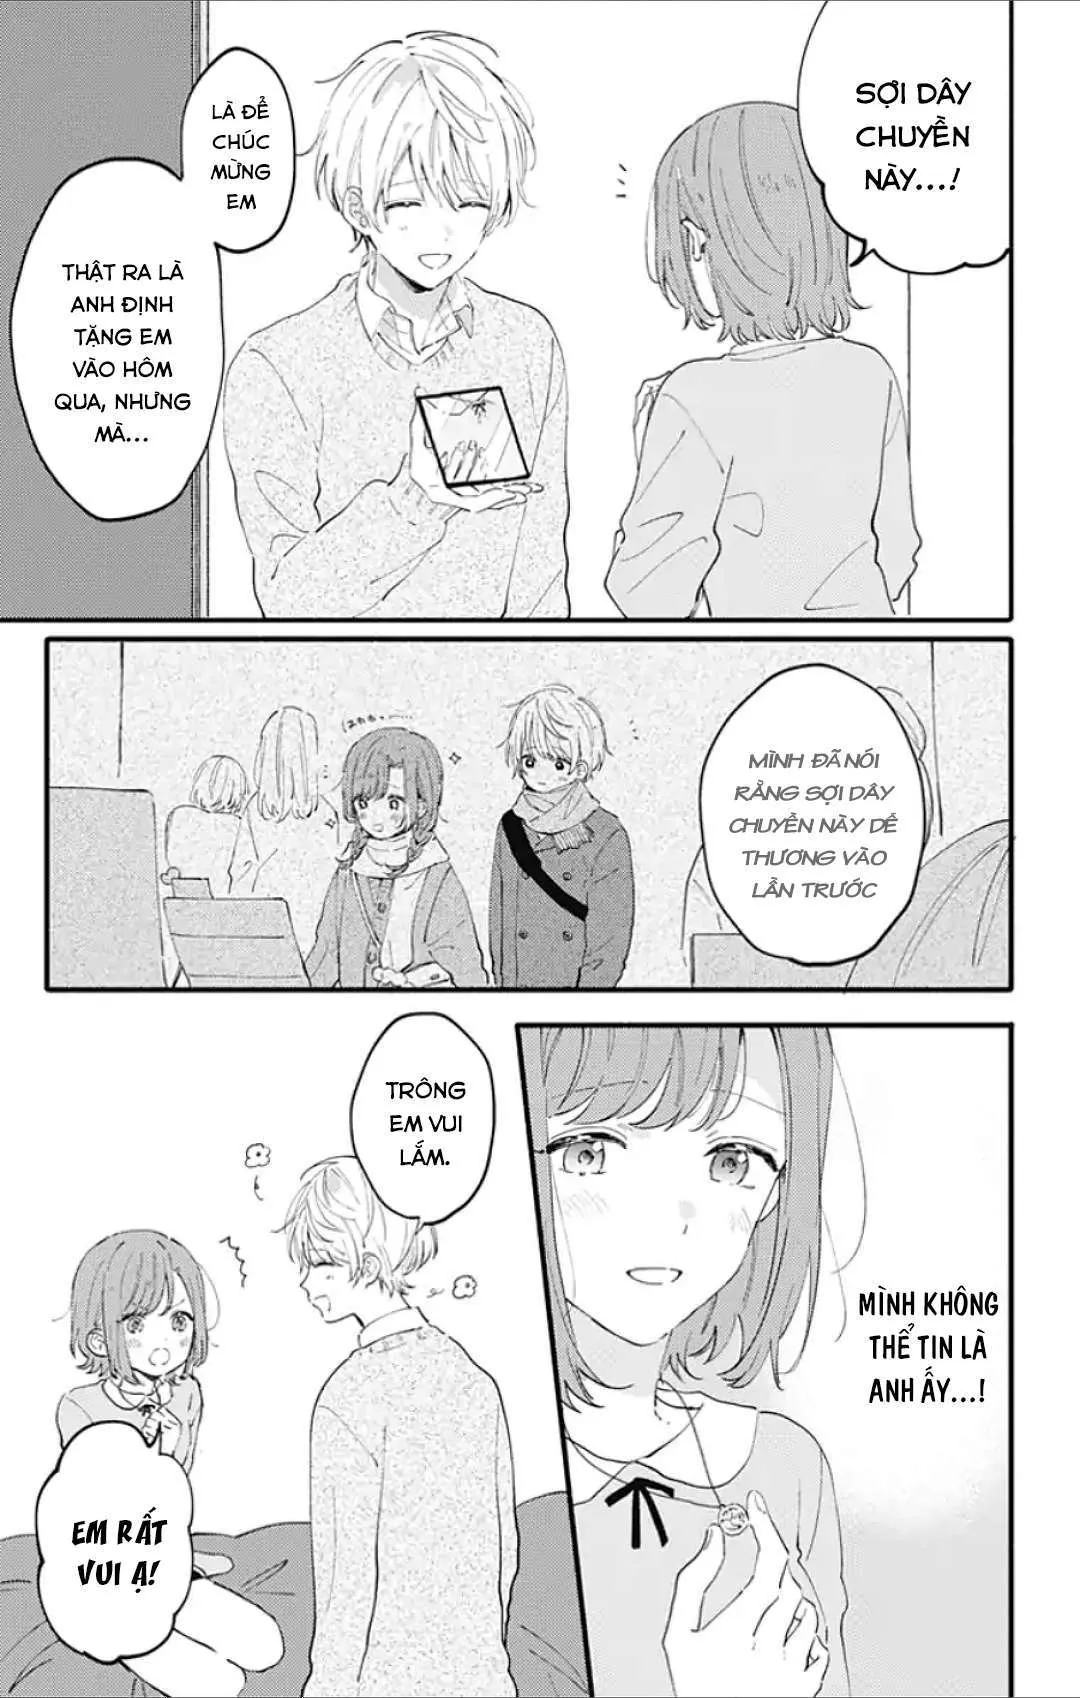 SỢI DÂY
CHUYỀN
NÀY...!
LÀ ĐỂ
CHÚC
MỪNG
EM
THẬT RA LÀ
ANH ĐỊNH
TẶNG EM
VÀO HÔM
QUA, NHƯNG
MÀ...
MÌNH ĐÃ NÓI
RẰNG SỢI DÂY
CHUYỀN NÀY DỄ
THƯƠNG VÀO
LẦN TRƯỚC
MÌNH KHÔNG
THỂ TIN LÀ
ANH ẤY...!
TRÔNG
EM VUI
LẮM.
EM RẤT
VUI Ạ!